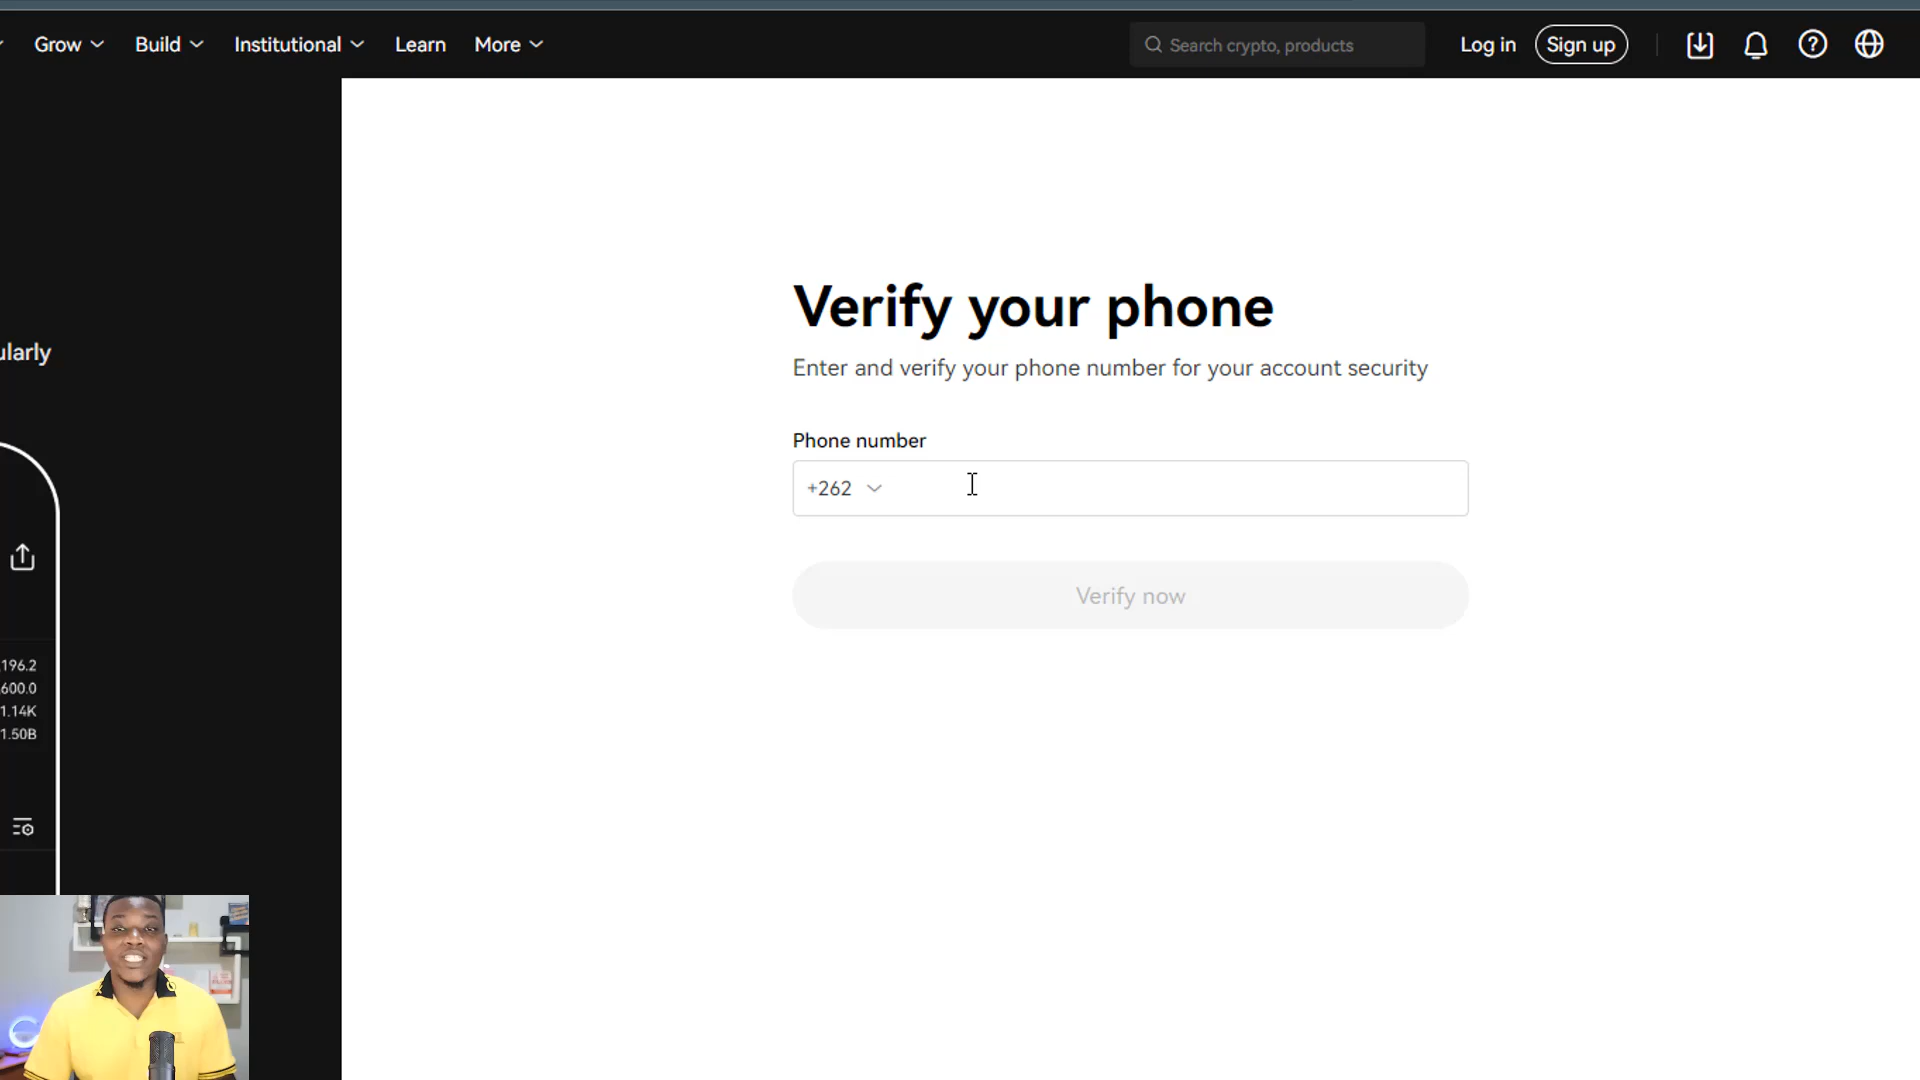 Grow Build Institutional Learn More Search crypto, products Log in Sign up
ularly
Verify your phone
Enter and verify your phone number for your account security
Phone number
+262
Verify now
196.2
600.0
1.14K
1.50B